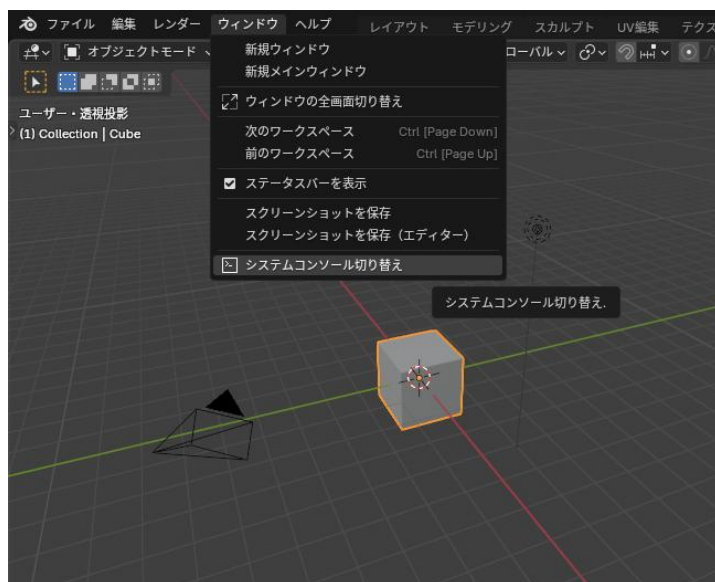 ファイル 編集 レンダー ウィンドウ ヘルプ レイアウト モデリング スカルプト UV編集 テクス
オブジェクトモード ローバル
ユーザー・透視投影
(1) Collection | Cube
新規ウィンドウ
新規メインウィンドウ
ウィンドウの全画面切り替え
次のワークスペース Ctrl [Page Down]
前のワークスペース Ctrl [Page Up]
ステータスバーを表示
スクリーンショットを保存
スクリーンショットを保存（エディター）
システムコンソール切り替え
システムコンソール切り替え.